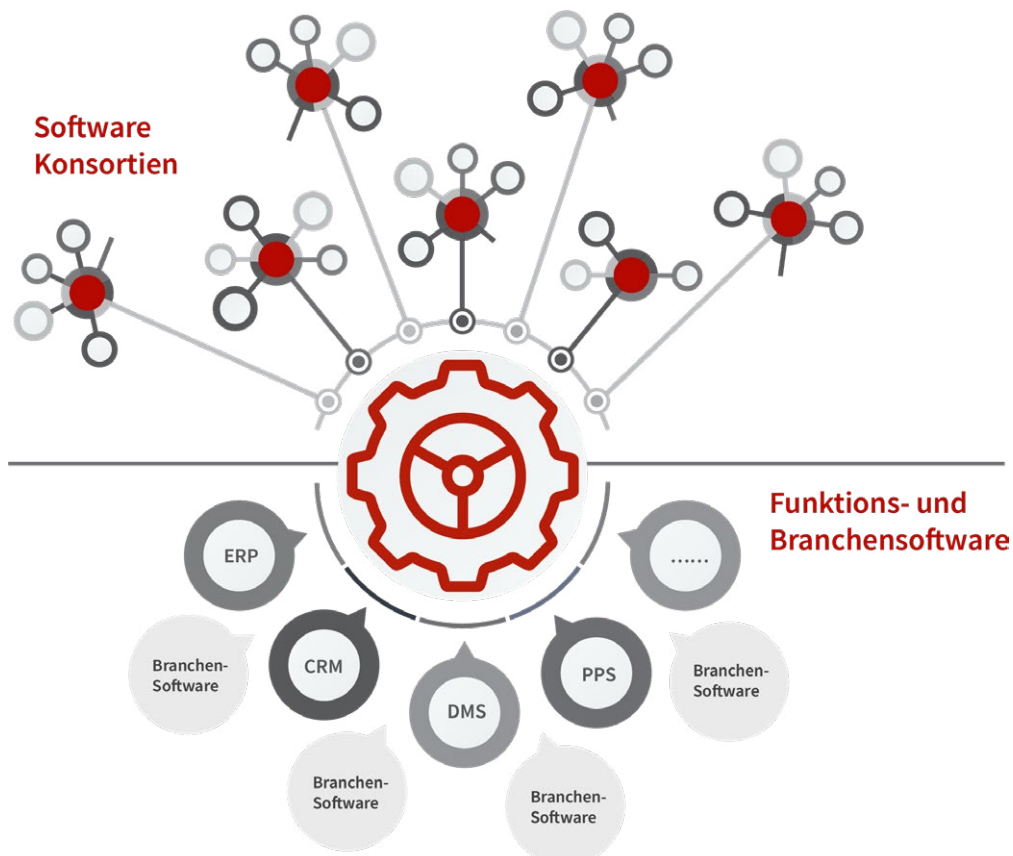 Software
Konsortien
Funktions- und
Branchensoftware
ERP
......
Branchen-
Software
CRM
PPS
Branchen-
Software
DMS
Branchen-
Software
Branchen-
Software